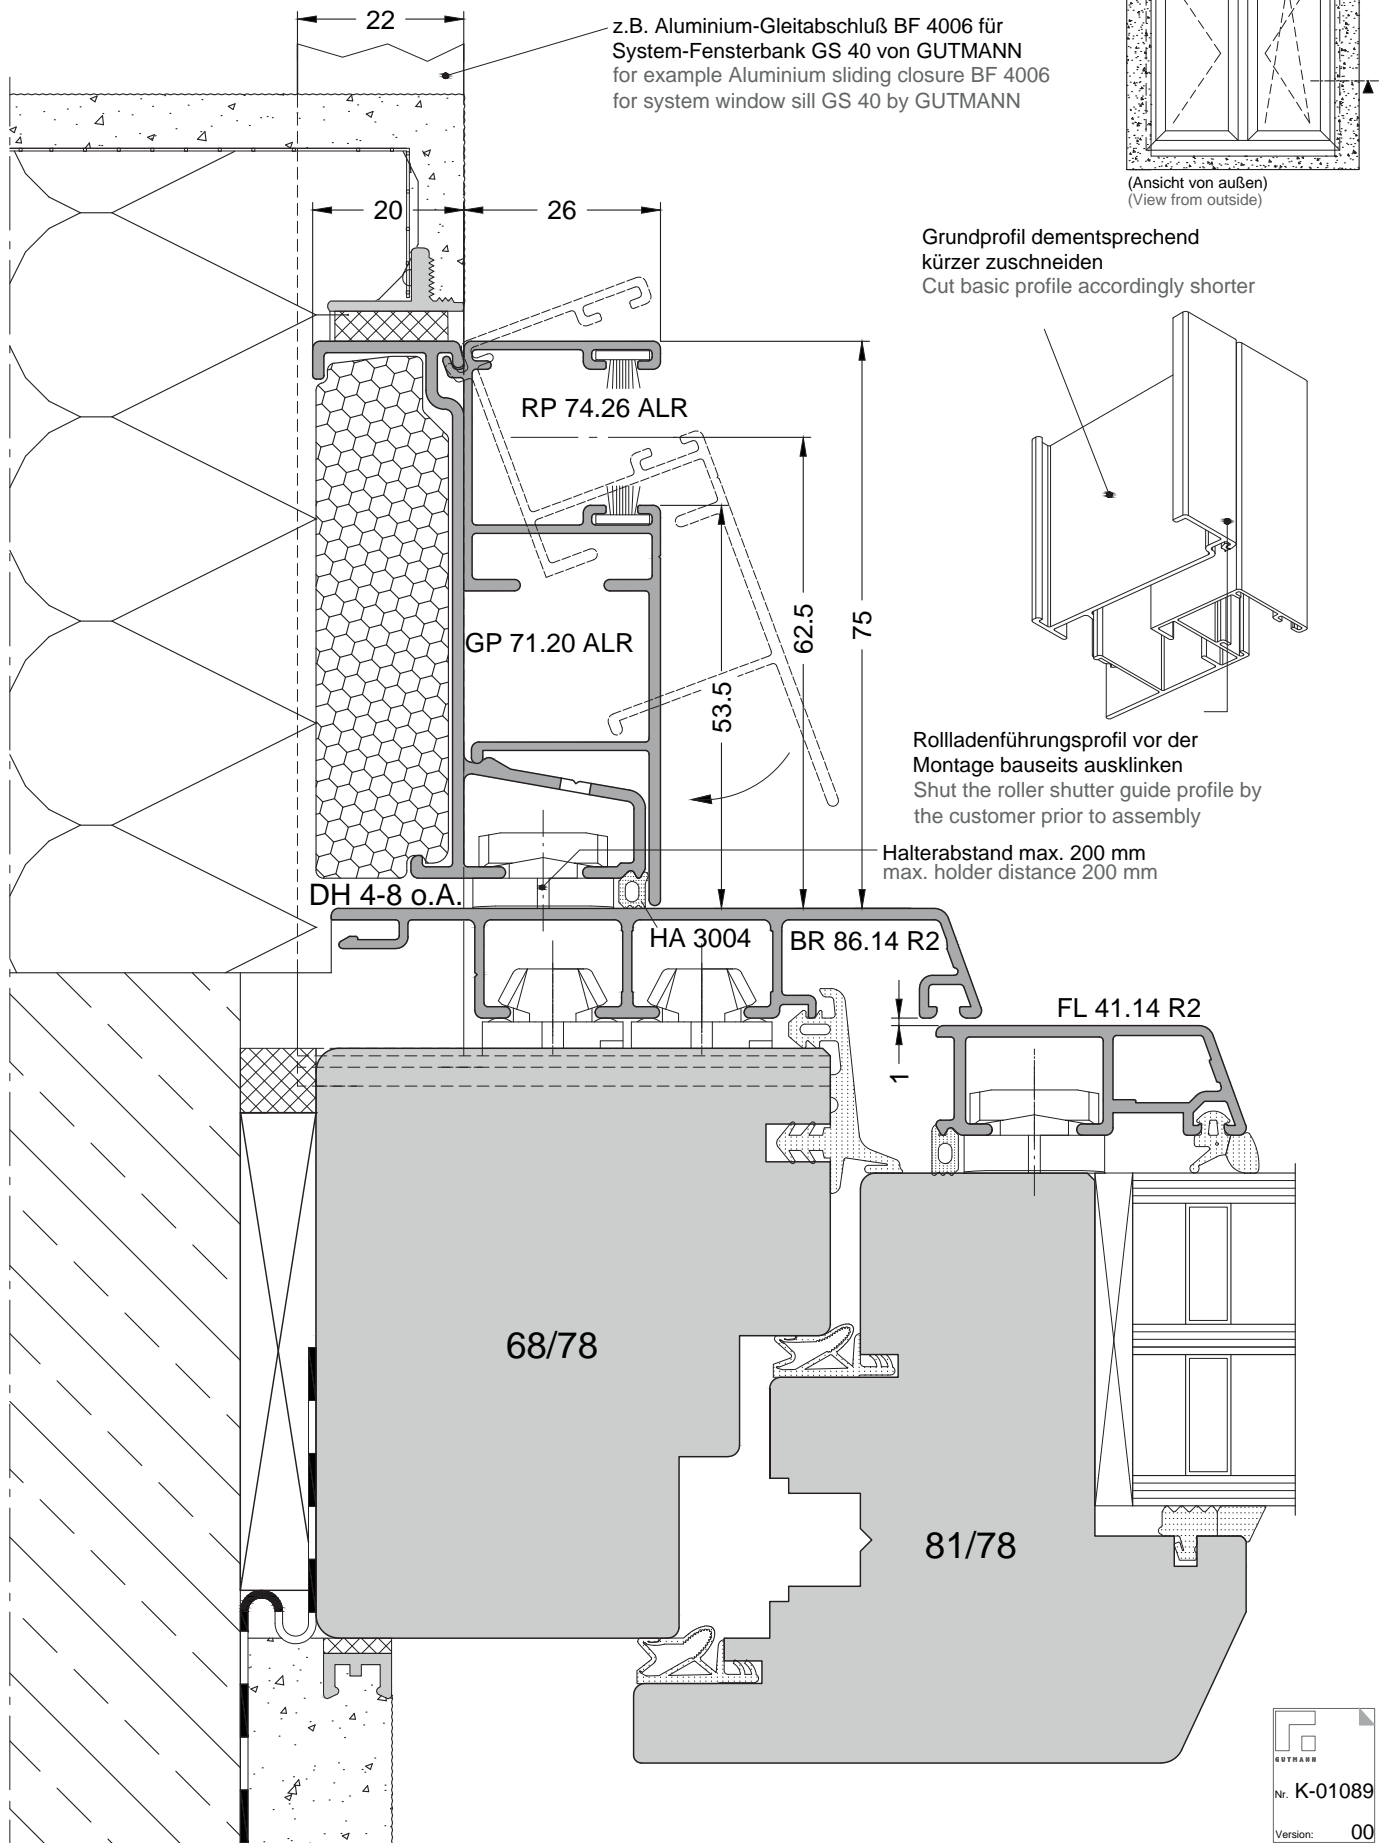 22
z.B. Aluminium-Gleitabschluß BF 4006 für
System-Fensterbank GS 40 von GUTMANN
for example Aluminium sliding closure BF 4006
for system window sill GS 40 by GUTMANN
(Ansicht von außen)
(View from outside)
20
26
Grundprofil dementsprechend
kürzer zuschneiden
Cut basic profile accordingly shorter
RP 74.26 ALR
GP 71.20 ALR
53.5
62.5
75
Rollladenführungsprofil vor der
Montage bauseits ausklinken
Shut the roller shutter guide profile by
the customer prior to assembly
Halterabstand max. 200 mm
max. holder distance 200 mm
DH 4-8 o.A.
HA 3004
BR 86.14 R2
FL 41.14 R2
1
68/78
81/78
GUTMANN
Nr. K-01089
Version: 00